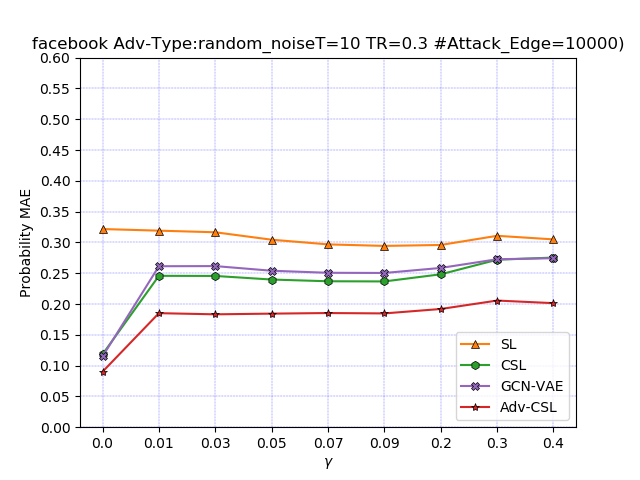 facebook Adv-Type:random_noiseT=10 TR=0.3 #Attack_Edge=10000)
0.60
0.55
0.50
0.45
0.40
0.35
0.30
0.25
0.20
0.15
0.10
0.05
0.00
Probability MAE
SL
CSL
GCN-VAE
Adv-CSL
0.0 0.01 0.03 0.05 0.07 0.09 0.2 0.3 0.4
γ